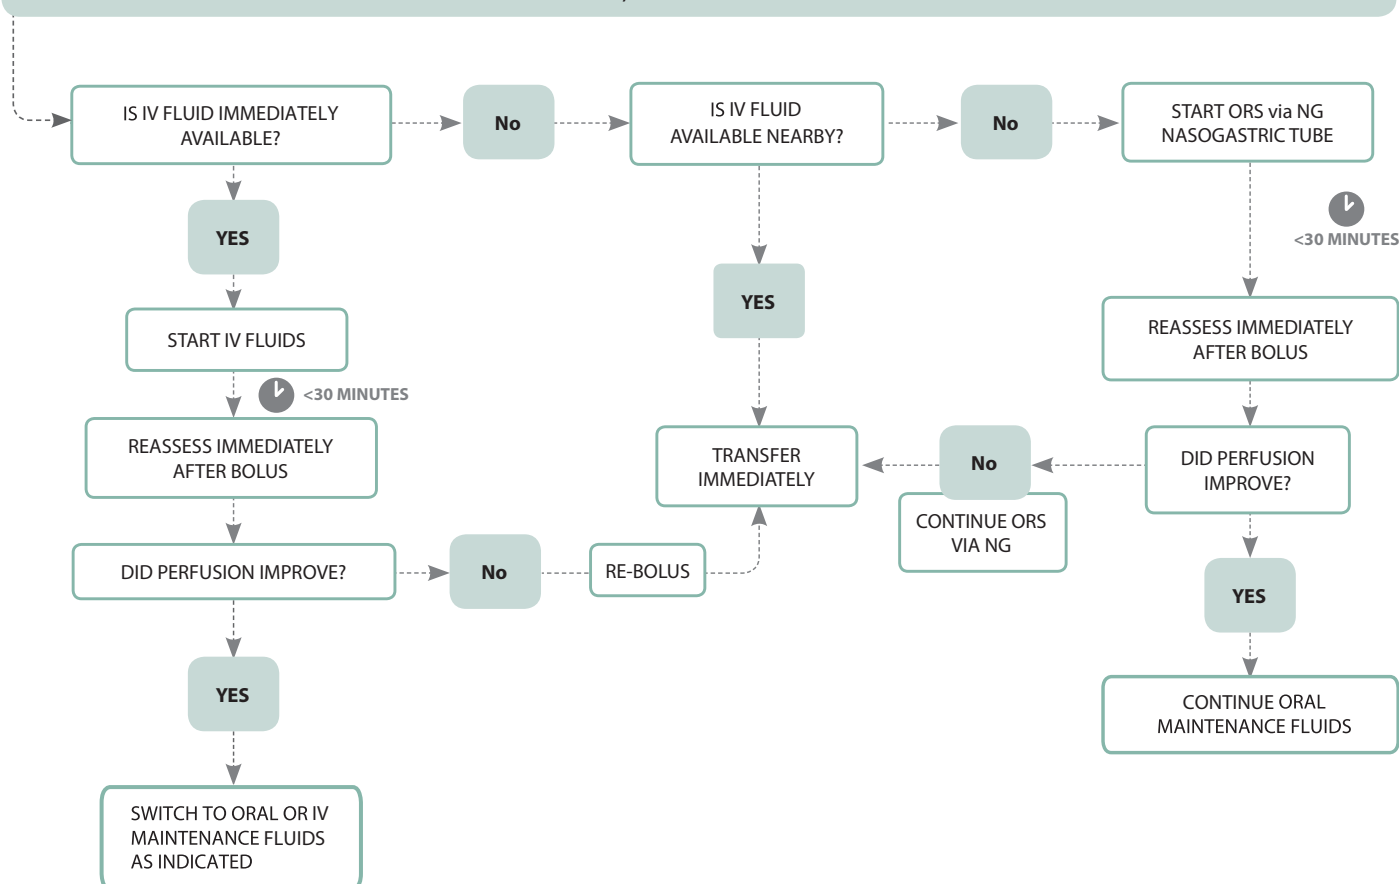 IS IV FLUID IMMEDIATELY
AVAILABLE?
No
IS IV FLUID
AVAILABLE NEARBY?
No
START ORS via NG
NASOGASTRIC TUBE
YES
<30 MINUTES
YES
START IV FLUIDS
REASSESS IMMEDIATELY
AFTER BOLUS
<30 MINUTES
REASSESS IMMEDIATELY
AFTER BOLUS
TRANSFER
IMMEDIATELY
No
DID PERFUSION
IMPROVE?
CONTINUE ORS
VIA NG
DID PERFUSION IMPROVE?
No
RE-BOLUS
YES
YES
CONTINUE ORAL
MAINTENANCE FLUIDS
SWITCH TO ORAL OR IV
MAINTENANCE FLUIDS
AS INDICATED